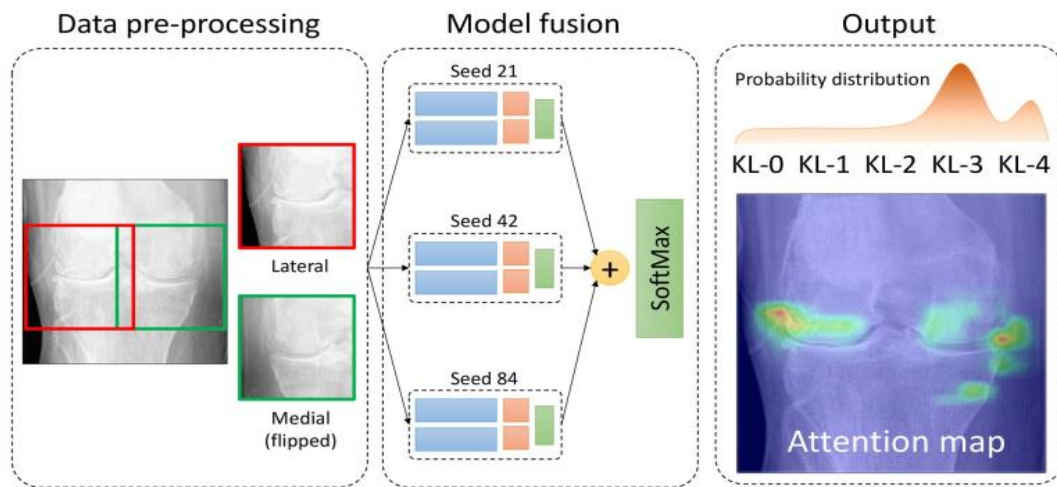 Data pre-processing
Model fusion
Output
Lateral
Medial
(flipped)
Seed 21
Seed 42
Seed 84
+
SoftMax
Probability distribution
KL-0 KL-1 KL-2 KL-3 KL-4
Attention map